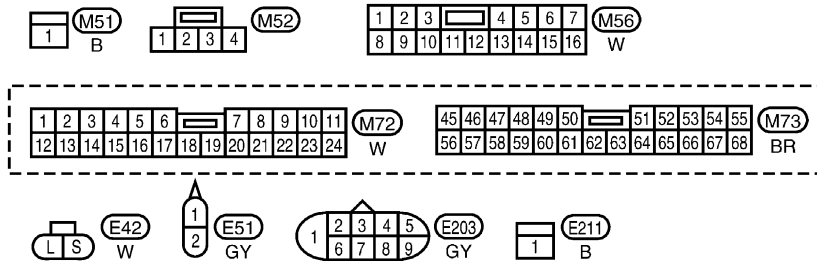 1 M51 B
1 2 3 4 M52
1 2 3 4 5 6 7 M56
8 9 10 11 12 13 14 15 16 W
1 2 3 4 5 6 7 8 9 10 11 M72
12 13 14 15 16 17 18 19 20 21 22 23 24 W
45 46 47 48 49 50 51 52 53 54 55 M73
56 57 58 59 60 61 62 63 64 65 66 67 68 BR
L S E42 W
1 2 E51 GY
1 2 3 4 5 E203
6 7 8 9 GY
1 E211 B